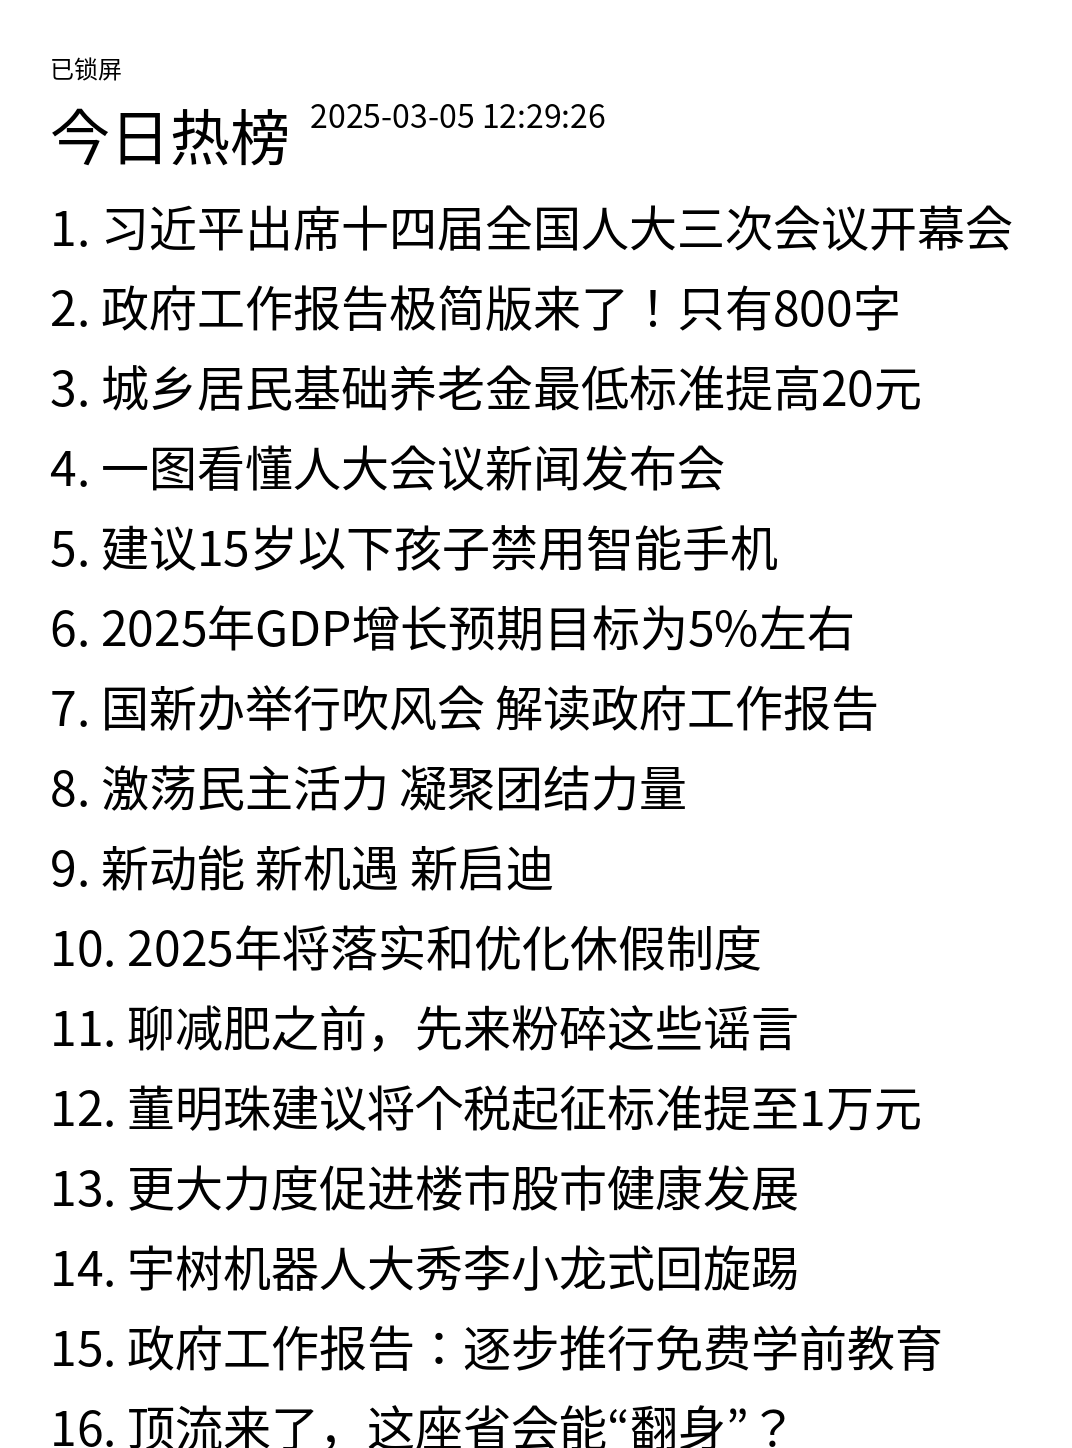 已锁屏
今日热榜 2025-03-05 12:29:26
1. 习近平出席十四届全国人大三次会议开幕会
2. 政府工作报告极简版来了！只有800字
3. 城乡居民基础养老金最低标准提高20元
4. 一图看懂人大会议新闻发布会
5. 建议15岁以下孩子禁用智能手机
6. 2025年GDP增长预期目标为5%左右
7. 国新办举行吹风会 解读政府工作报告
8. 激荡民主活力 凝聚团结力量
9. 新动能 新机遇 新启迪
10. 2025年将落实和优化休假制度
11. 聊减肥之前，先来粉碎这些谣言
12. 董明珠建议将个税起征标准提至1万元
13. 更大力度促进楼市股市健康发展
14. 宇树机器人大秀李小龙式回旋踢
15. 政府工作报告：逐步推行免费学前教育
16. 顶流来了，这座省会能“翻身”？